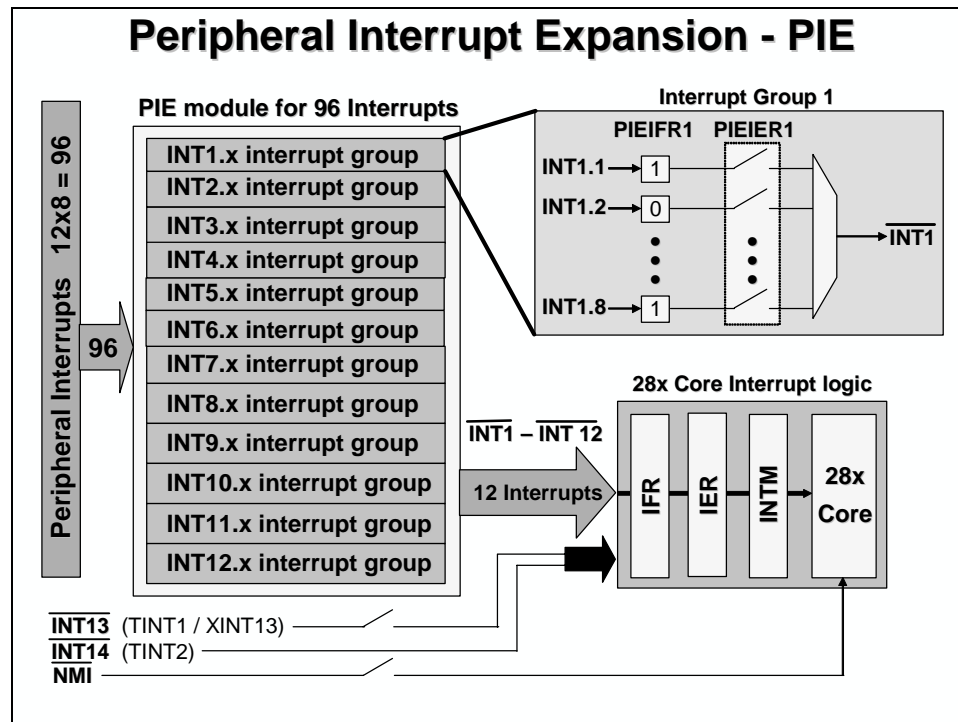 Peripheral Interrupt Expansion - PIE
Peripheral Interrupts 12x8 = 96
96
PIE module for 96 Interrupts
INT1.x interrupt group
INT2.x interrupt group
INT3.x interrupt group
INT4.x interrupt group
INT5.x interrupt group
INT6.x interrupt group
INT7.x interrupt group
INT8.x interrupt group
INT9.x interrupt group
INT10.x interrupt group
INT11.x interrupt group
INT12.x interrupt group
Interrupt Group 1
PIEIFR1 PIEIER1
INT1.1 1
INT1.2 0
INT1.8 1
INT1
28x Core Interrupt logic
INT1 – INT 12
12 Interrupts
IFR
IER
INTM
28x
Core
INT13 (TINT1 / XINT13)
INT14 (TINT2)
NMI